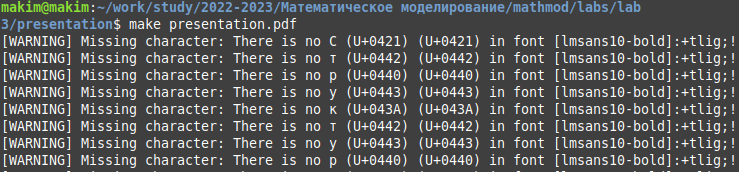 makim@makim:~/work/study/2022-2023/Математическое моделирование/mathmod/labs/lab
3/presentation$ make presentation.pdf
[WARNING] Missing character: There is no С (U+0421) (U+0421) in font [lmsans10-bold]:+tlig;!
[WARNING] Missing character: There is no т (U+0442) (U+0442) in font [lmsans10-bold]:+tlig;!
[WARNING] Missing character: There is no р (U+0440) (U+0440) in font [lmsans10-bold]:+tlig;!
[WARNING] Missing character: There is no у (U+0443) (U+0443) in font [lmsans10-bold]:+tlig;!
[WARNING] Missing character: There is no к (U+043A) (U+043A) in font [lmsans10-bold]:+tlig;!
[WARNING] Missing character: There is no т (U+0442) (U+0442) in font [lmsans10-bold]:+tlig;!
[WARNING] Missing character: There is no у (U+0443) (U+0443) in font [lmsans10-bold]:+tlig;!
[WARNING] Missing character: There is no р (U+0440) (U+0440) in font [lmsans10-bold]:+tlig;!